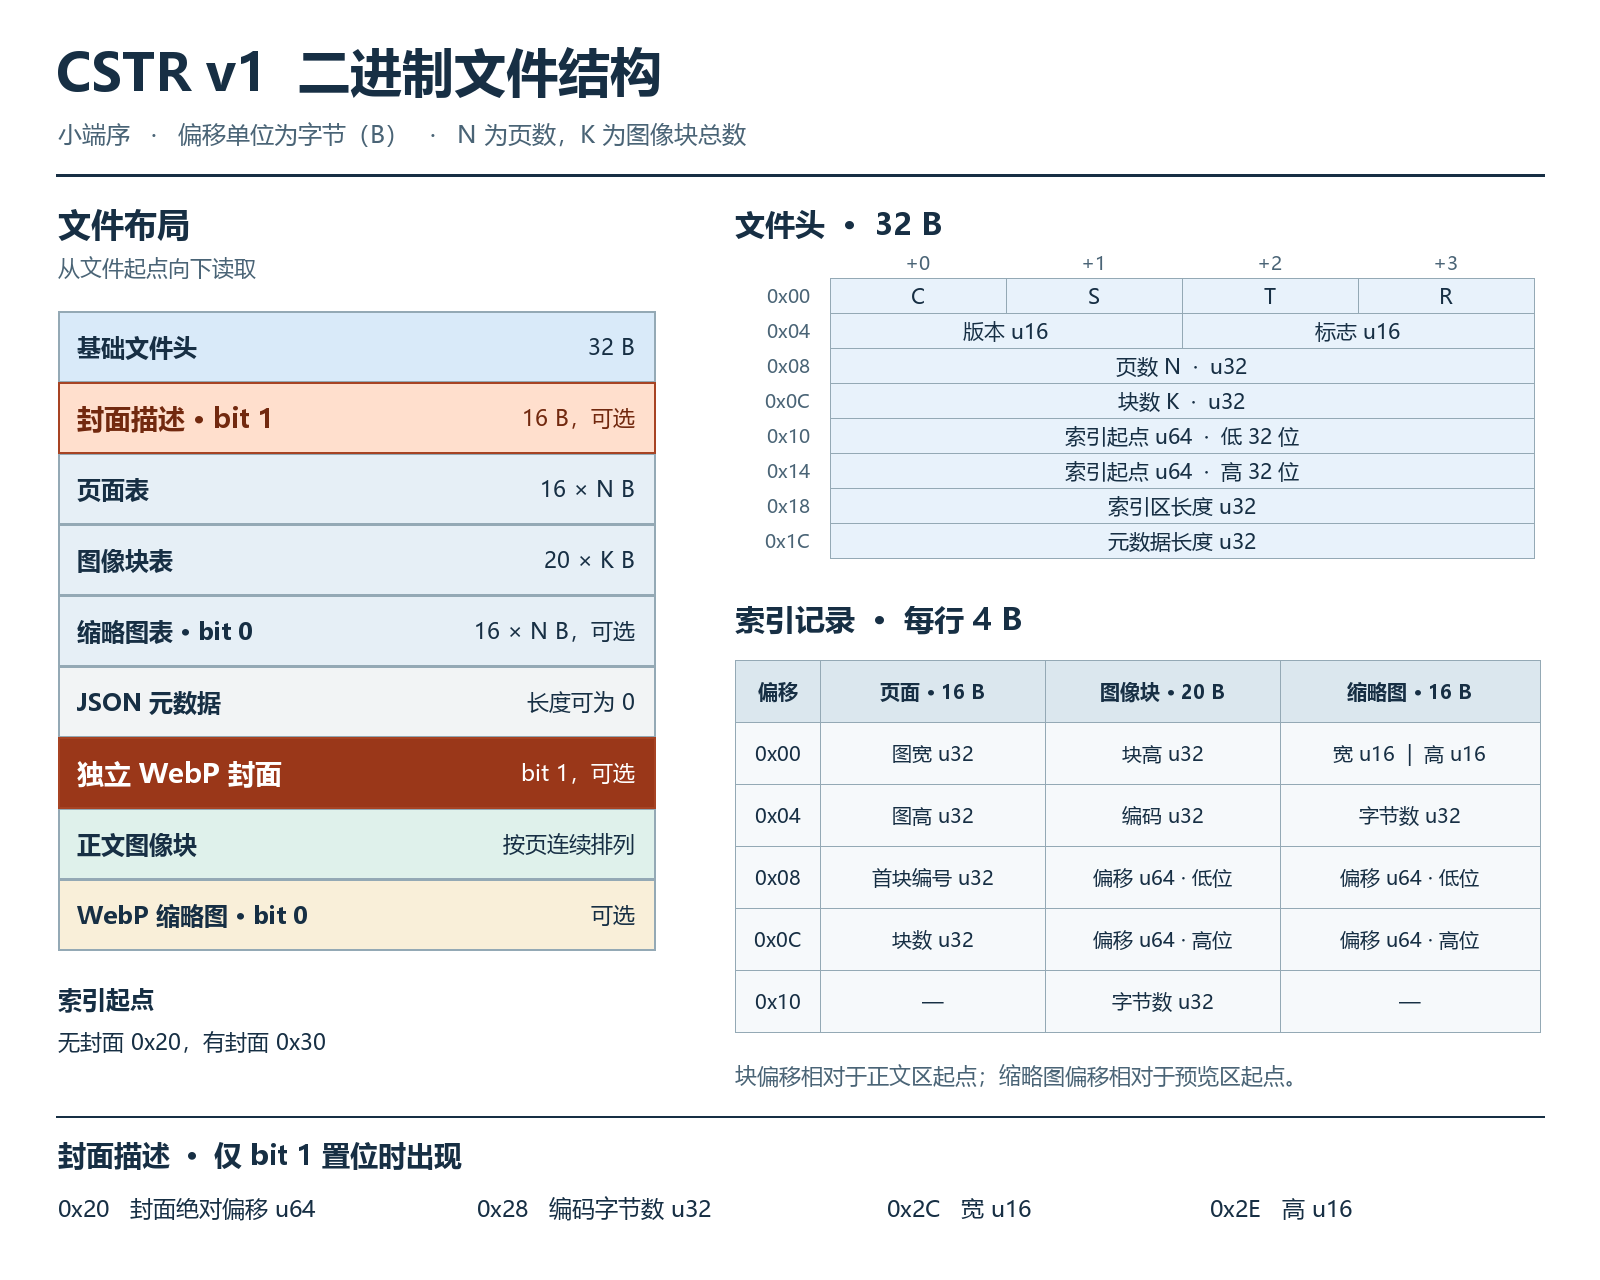 CSTR v1 二进制文件结构
小端序 · 偏移单位为字节（B） · N 为页数，K 为图像块总数
文件布局
从文件起点向下读取
基础文件头 32 B
封面描述 • bit 1 16 B，可选
页面表 16 × N B
图像块表 20 × K B
缩略图表 • bit 0 16 × N B，可选
JSON 元数据 长度可为 0
独立 WebP 封面 bit 1，可选
正文图像块 按页连续排列
WebP 缩略图 • bit 0 可选
索引起点
无封面 0x20，有封面 0x30
文件头 • 32 B
+0 +1 +2 +3
0x00 C S T R
0x04 版本 u16 标志 u16
0x08 页数 N · u32
0x0C 块数 K · u32
0x10 索引起点 u64 · 低 32 位
0x14 索引起点 u64 · 高 32 位
0x18 索引区长度 u32
0x1C 元数据长度 u32
索引记录 • 每行 4 B
偏移 页面 • 16 B 图像块 • 20 B 缩略图 • 16 B
0x00 图宽 u32 块高 u32 宽 u16 | 高 u16
0x04 图高 u32 编码 u32 字节数 u32
0x08 首块编号 u32 偏移 u64 · 低位 偏移 u64 · 低位
0x0C 块数 u32 偏移 u64 · 高位 偏移 u64 · 高位
0x10 — 字节数 u32 —
块偏移相对于正文区起点；缩略图偏移相对于预览区起点。
封面描述 • 仅 bit 1 置位时出现
0x20 封面绝对偏移 u64 0x28 编码字节数 u32 0x2C 宽 u16 0x2E 高 u16